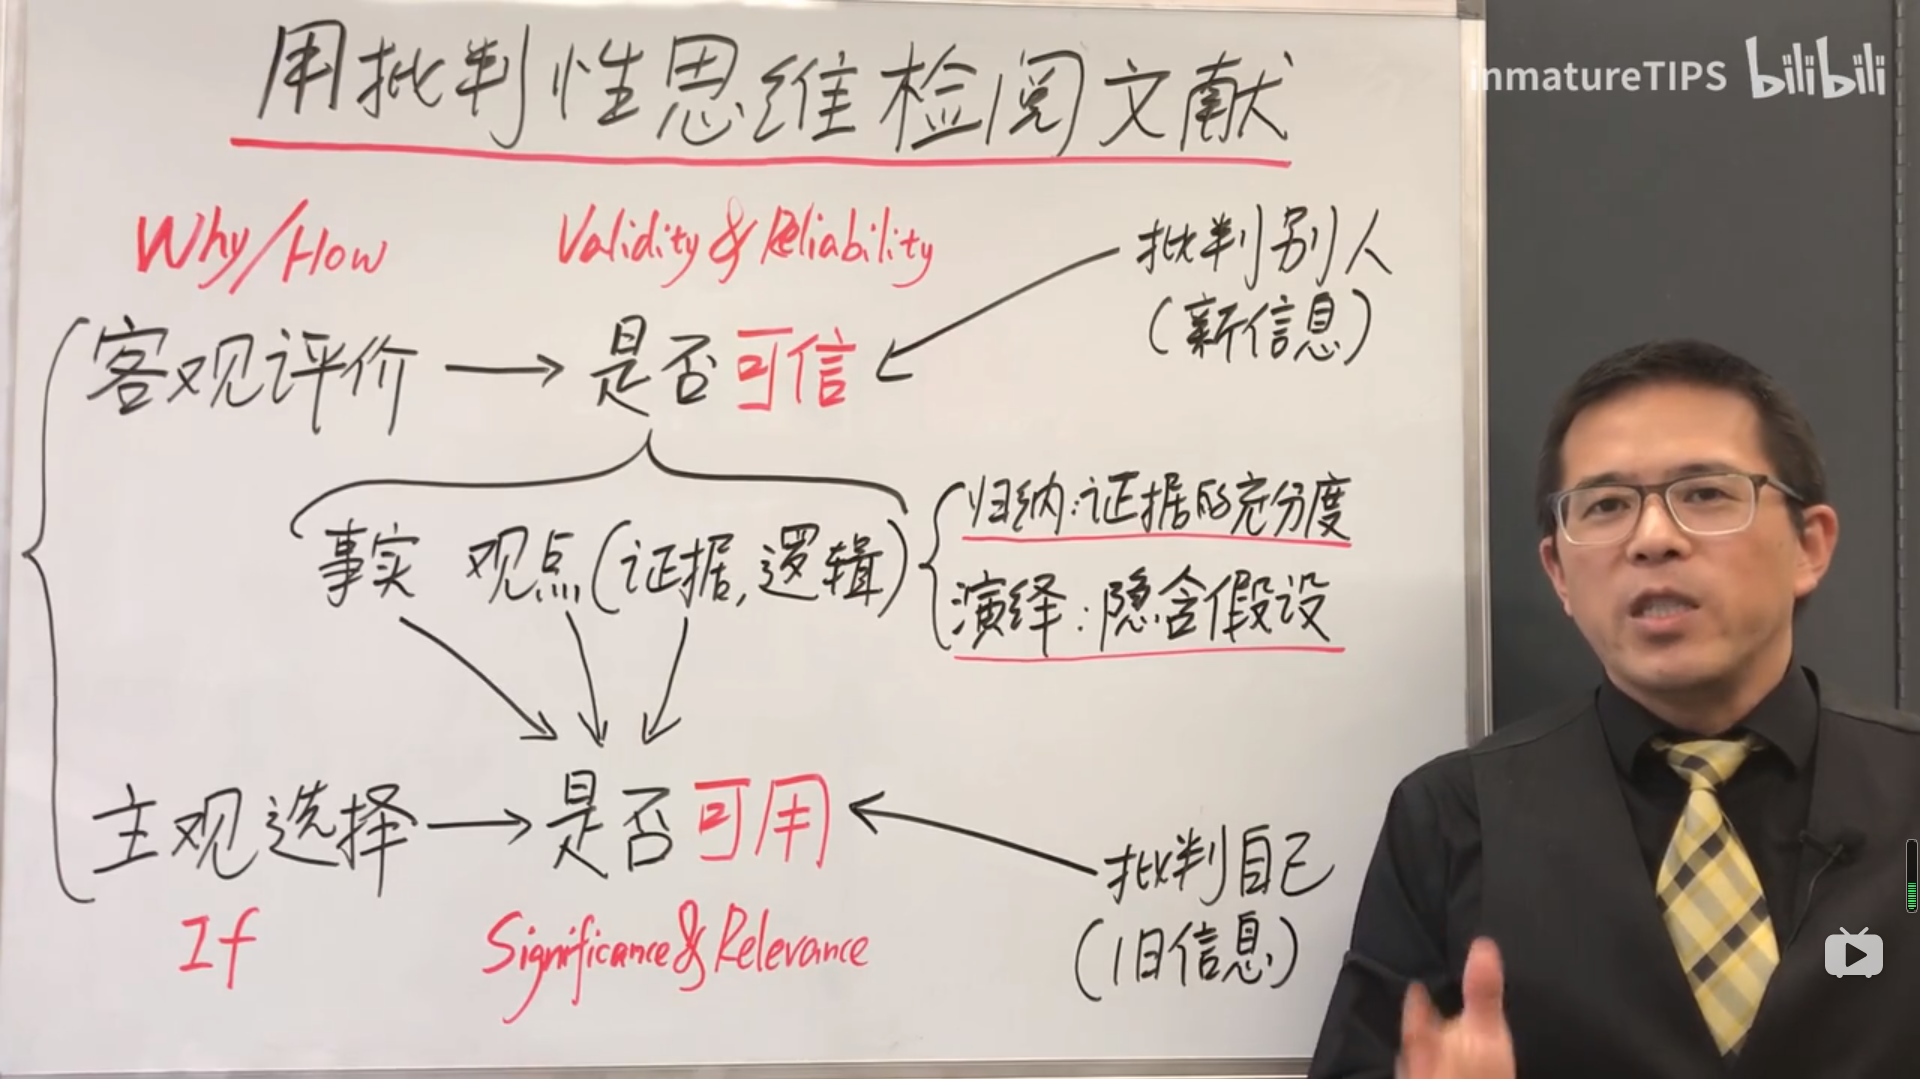 用批判性思维检阅文献
inmatureTIPS bilibili
Why/How
Validity & Reliability
批判别人
(新信息)
客观评价 → 是否可信
事实 观点(证据,逻辑)
归纳:证据的充分度
演绎:隐含假设
主观选择 → 是否可用
批判自己
(旧信息)
If
Significance & Relevance